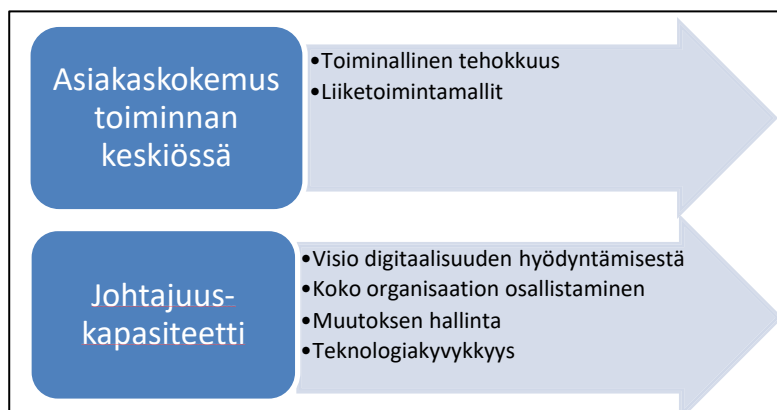 Asiakaskokemus
toiminnan
keskiössä
•Toiminallinen tehokkuus
•Liiketoimintamallit
Johtajuus-
kapasiteetti
•Visio digitaalisuuden hyödyntämisestä
•Koko organisaation osallistaminen
•Muutoksen hallinta
•Teknologiakyvykkyys